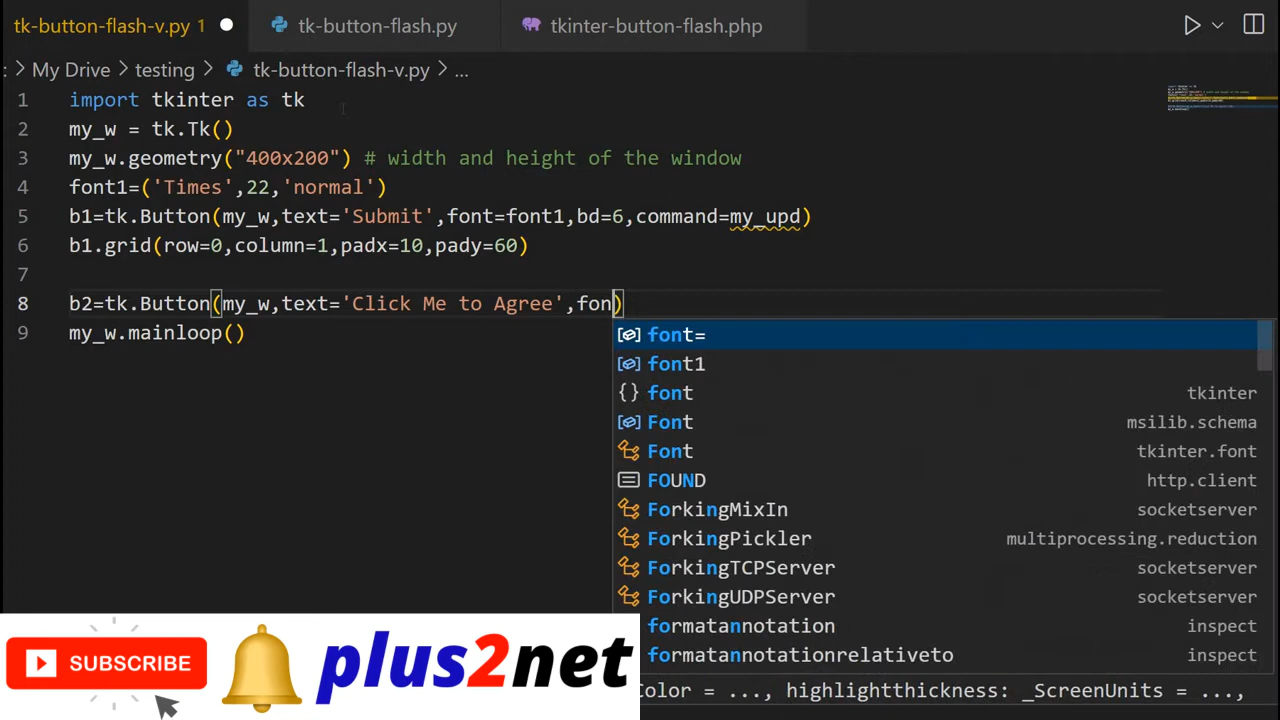 tk-button-flash-v.py 1
tk-button-flash.py
tkinter-button-flash.php
: > My Drive > testing > tk-button-flash-v.py > ...
1 import tkinter as tk
2 my_w = tk.Tk()
3 my_w.geometry("400x200") # width and height of the window
4 font1=('Times',22,'normal')
5 b1=tk.Button(my_w,text='Submit',font=font1,bd=6,command=my_upd)
6 b1.grid(row=0,column=1,padx=10,pady=60)
7
8 b2=tk.Button(my_w,text='Click Me to Agree',fon)
9 my_w.mainloop()
font=
font1
font tkinter
Font msilib.schema
Font tkinter.font
FOUND http.client
ForkingMixIn socketserver
ForkingPickler multiprocessing.reduction
ForkingTCPServer socketserver
ForkingUDPServer socketserver
formatannotation inspect
formatannotationrelativeto inspect
Color = ..., highlightthickness: _ScreenUnits = ...,
SUBSCRIBE
plus2net